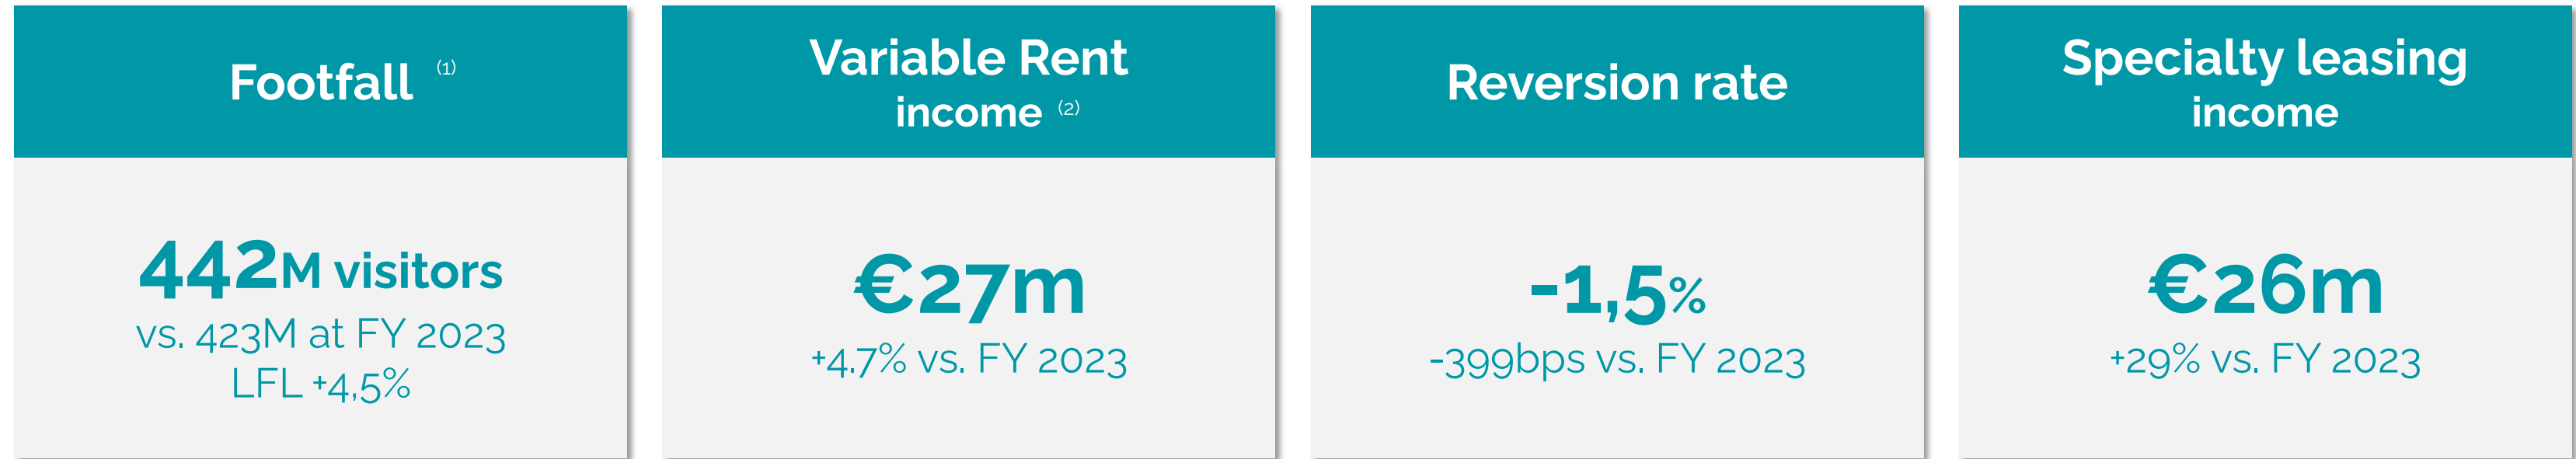 Footfall (1)
442M visitors
vs. 423M at FY 2023
LFL +4,5%
Variable Rent
income (2)
€27m
+4.7% vs. FY 2023
Reversion rate
-1,5%
-399bps vs. FY 2023
Specialty leasing
income
€26m
+29% vs. FY 2023